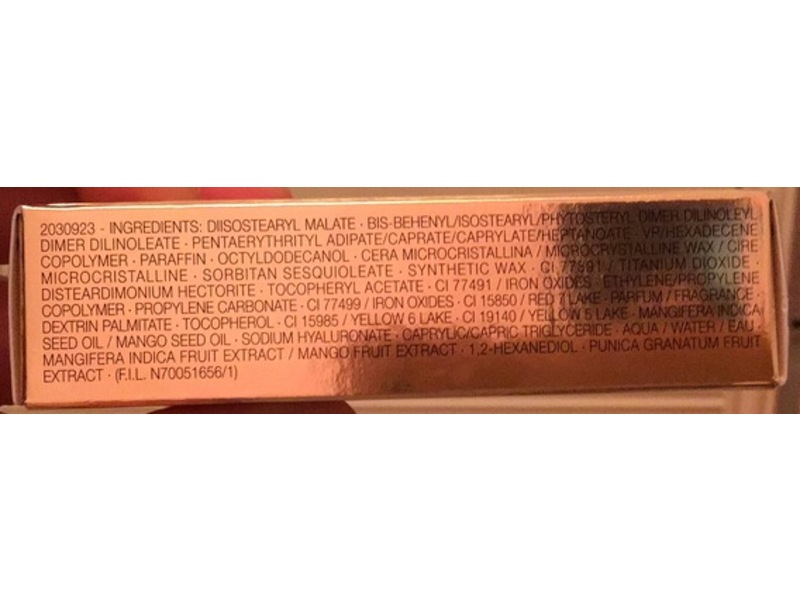 2030923 - INGREDIENTS: DIISOSTEARYL MALATE · BIS-BEHENYL/ISOSTEARYL/PHYTOSTERYL DIMER DILINOLEYL
DIMER DILINOLEATE · PENTAERYTHRITYL ADIPATE/CAPRATE/CAPRYLATE/HEPTANOATE · VP/HEXADECENE
COPOLYMER · PARAFFIN · OCTYLDODECANOL · CERA MICROCRISTALLINA / MICROCRYSTALLINE WAX / CIRE
MICROCRISTALLINE · SORBITAN SESQUIOLEATE · SYNTHETIC WAX · CI 77891 / TITANIUM DIOXIDE ·
DISTEARDIMONIUM HECTORITE · TOCOPHERYL ACETATE · CI 77491 / IRON OXIDES · ETHYLENE/PROPYLENE
COPOLYMER · PROPYLENE CARBONATE · CI 77499 / IRON OXIDES · CI 15850 / RED 7 LAKE · PARFUM / FRAGRANCE ·
DEXTRIN PALMITATE · TOCOPHEROL · CI 15985 / YELLOW 6 LAKE · CI 19140 / YELLOW 5 LAKE · MANGIFERA INDICA
SEED OIL / MANGO SEED OIL · SODIUM HYALURONATE · CAPRYLIC/CAPRIC TRIGLYCERIDE · AQUA / WATER / EAU ·
MANGIFERA INDICA FRUIT EXTRACT / MANGO FRUIT EXTRACT · 1,2-HEXANEDIOL · PUNICA GRANATUM FRUIT
EXTRACT · (F.I.L. N70051656/1)